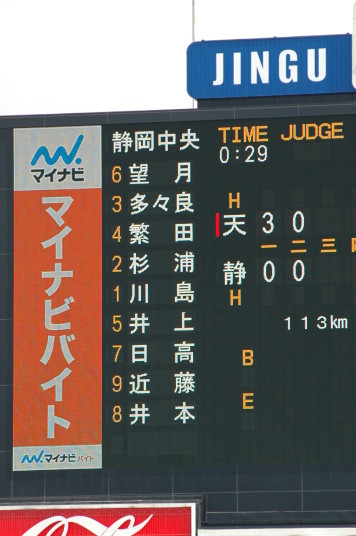 JINGU
静岡中央
6 望 月
3 多々良
4 繁 田
2 杉 浦
1 川 島
5 井 上
7 日 高
9 近 藤
8 井 本
TIME JUDGE
0:29
H
天 3 0
一 二 三 四
静 0 0
H
113km
B
E
マイナビ
マイナビバイト
マイナビバイト